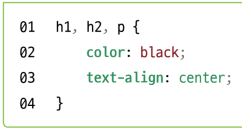 01 h1, h2, p {
02     color: black;
03     text-align: center;
04 }